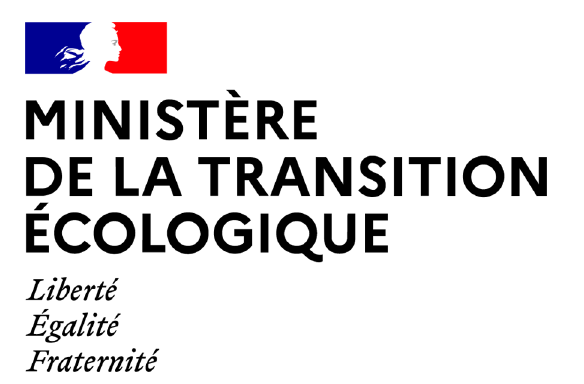 MINISTÈRE
DE LA TRANSITION
ÉCOLOGIQUE
Liberté
Égalité
Fraternité